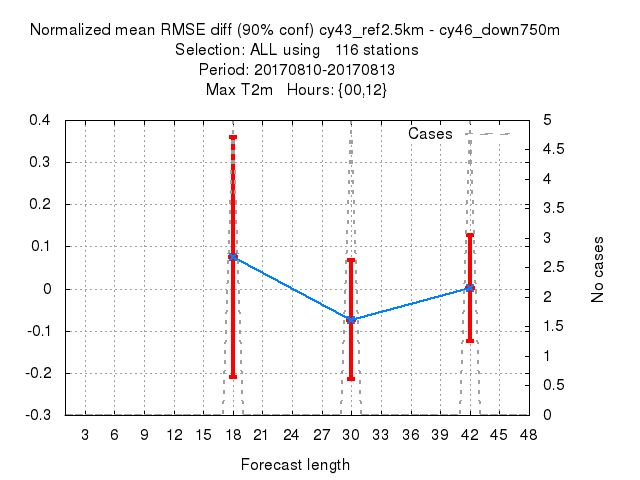 Normalized mean RMSE diff (90% conf) cy43_ref2.5km - cy46_down750m
Selection: ALL using   116 stations
Period: 20170810-20170813
Max T2m   Hours: {00,12}
Cases
0.4
0.3
0.2
0.1
0
-0.1
-0.2
-0.3
5
4.5
4
3.5
3
2.5
2
1.5
1
0.5
0
No cases
3 6 9 12 15 18 21 24 27 30 33 36 39 42 45 48
Forecast length